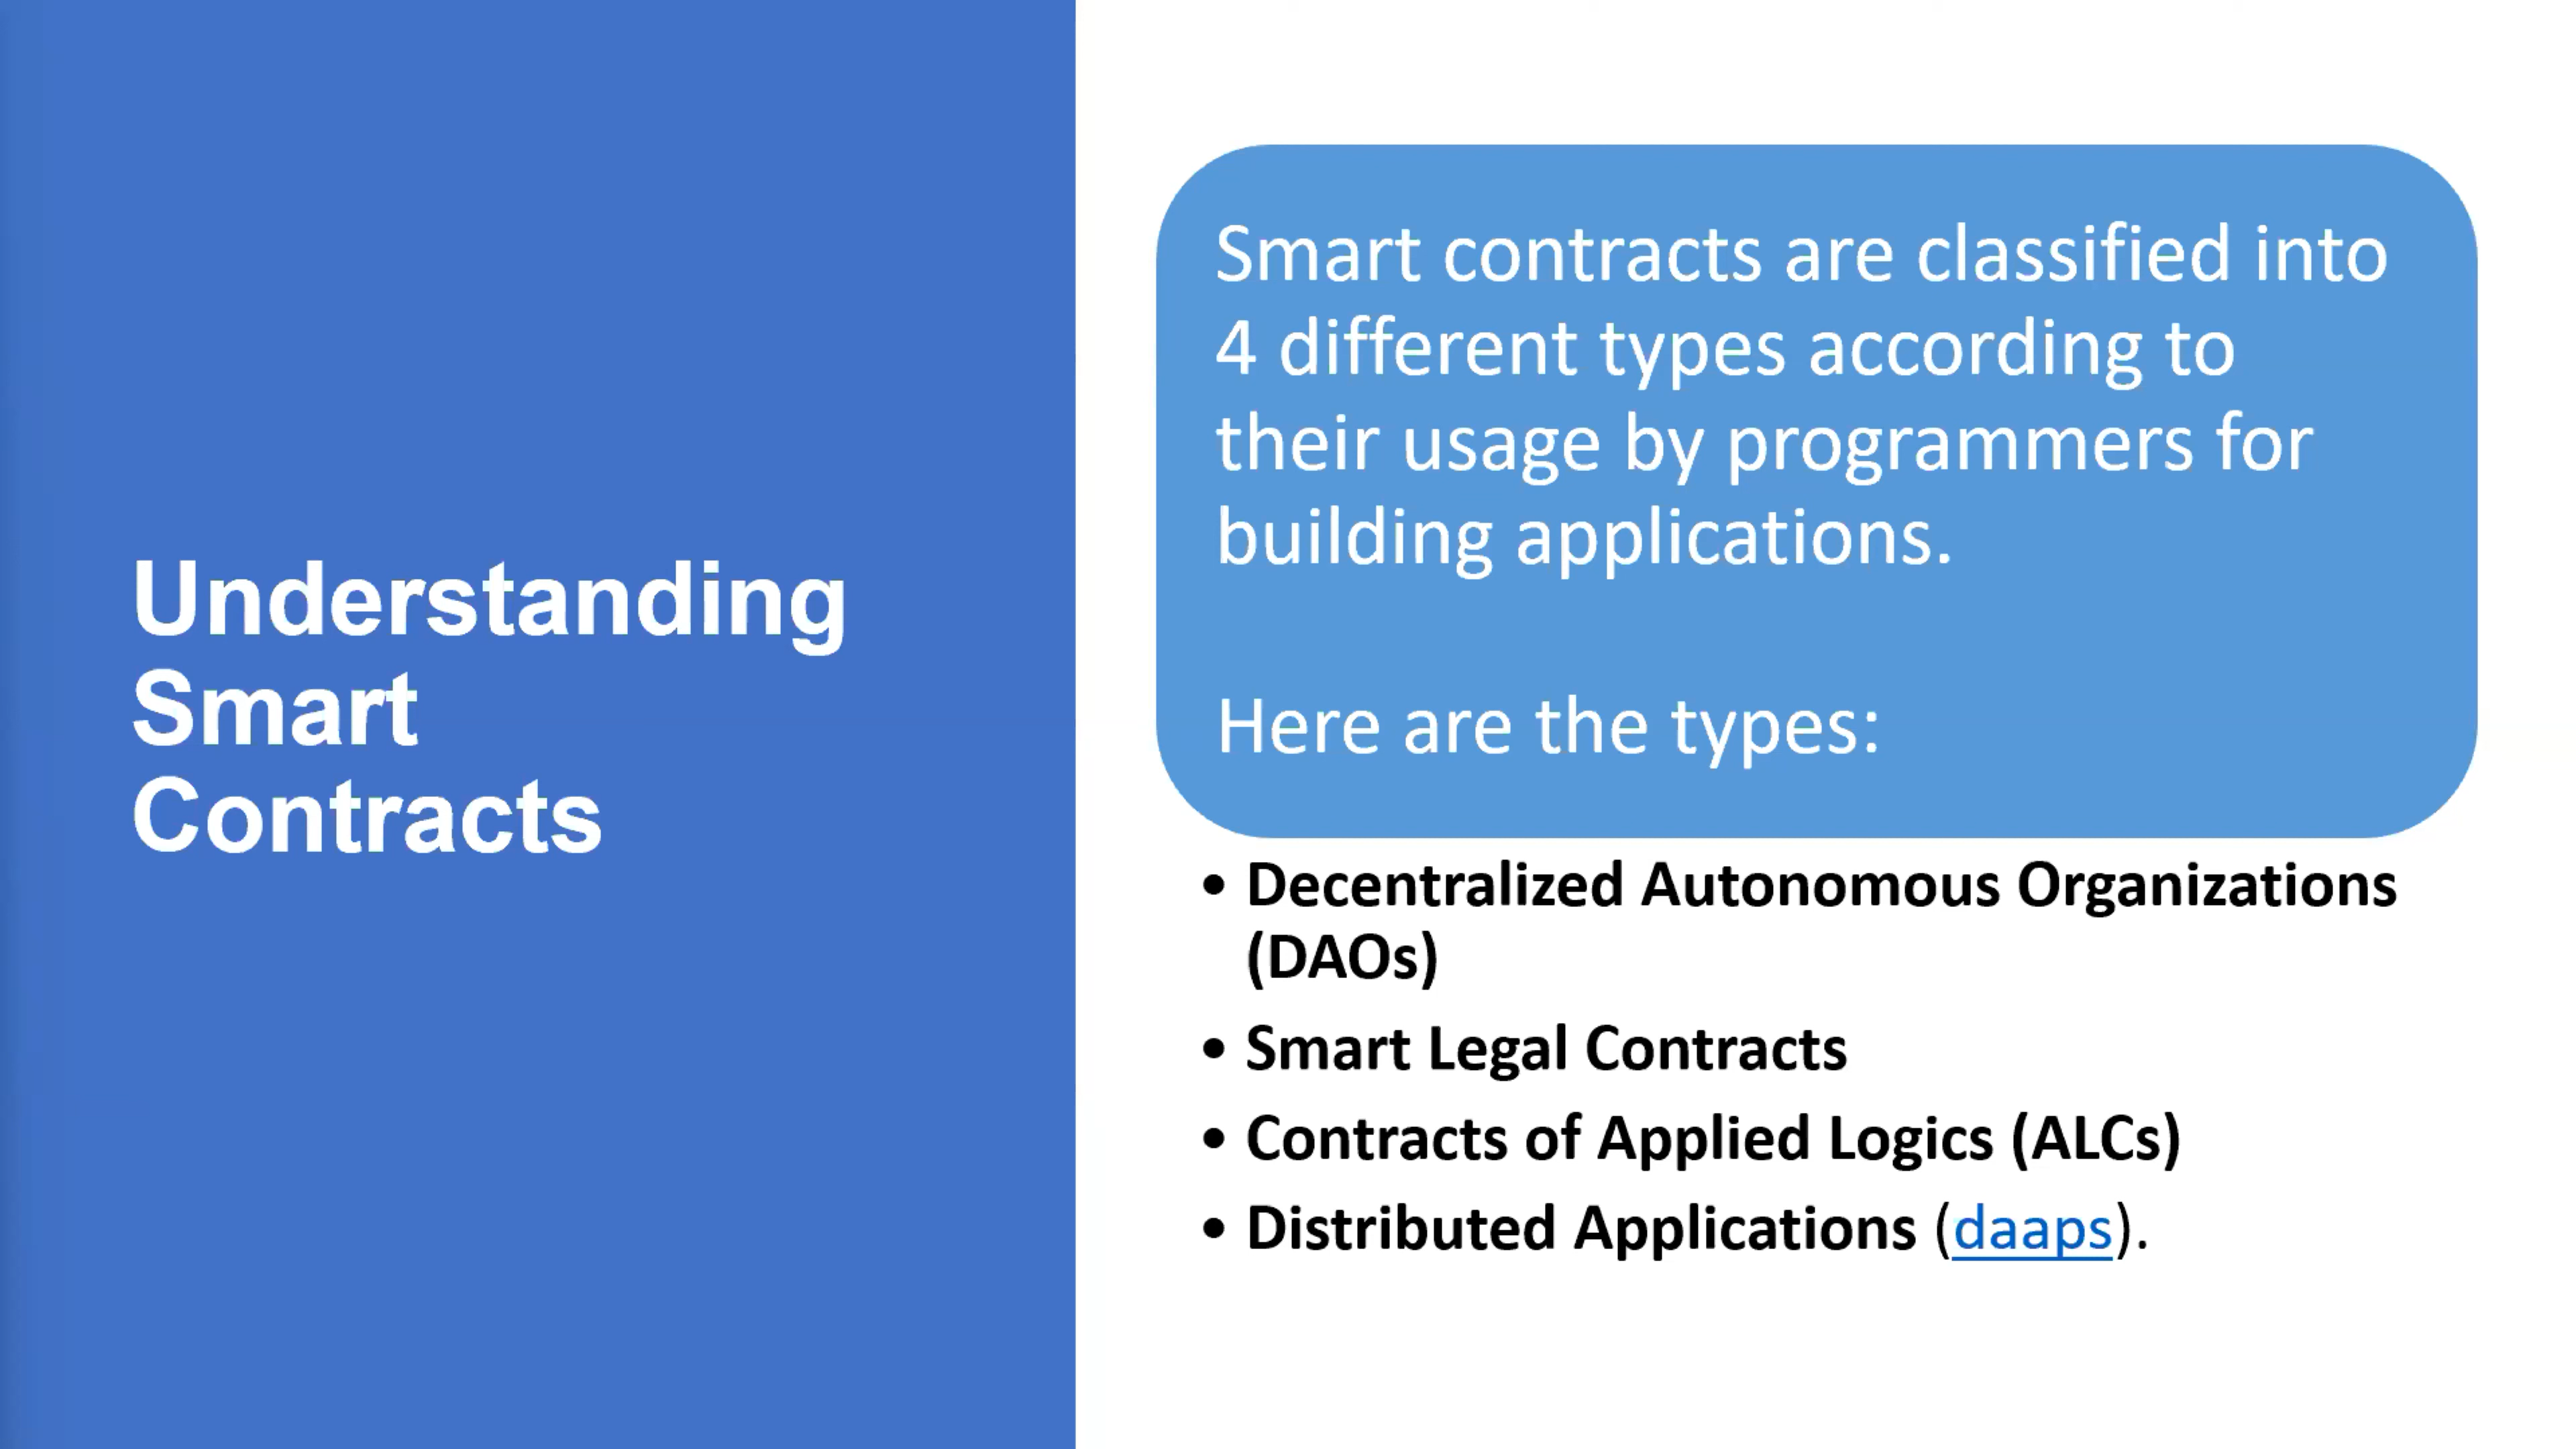 Understanding
Smart
Contracts
Smart contracts are classified into
4 different types according to
their usage by programmers for
building applications.
Here are the types:
• Decentralized Autonomous Organizations
(DAOs)
• Smart Legal Contracts
• Contracts of Applied Logics (ALCs)
• Distributed Applications (daaps).